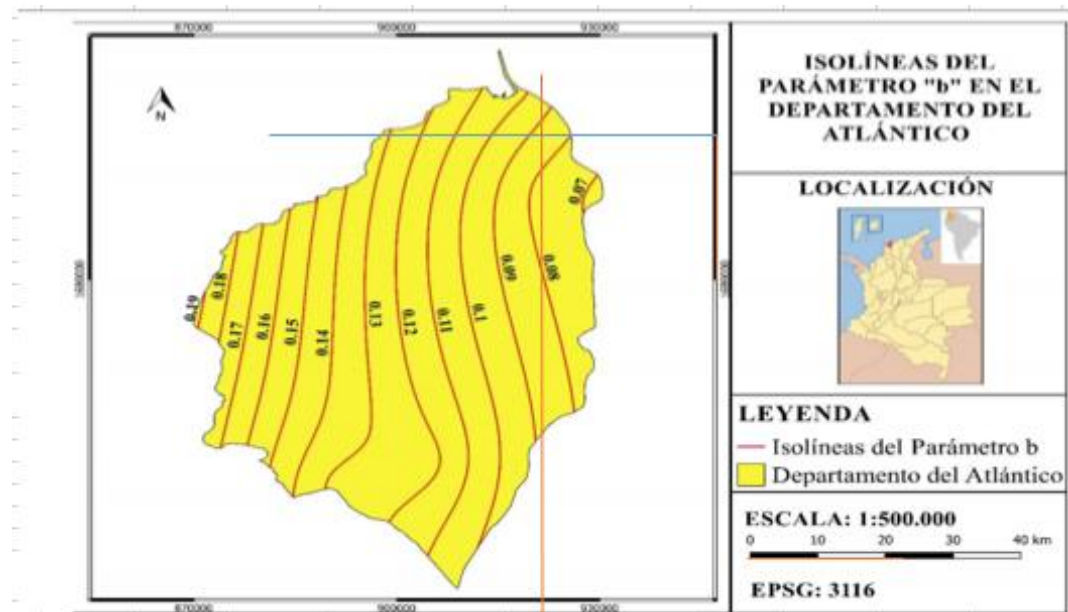 870000 900000 930000
N
0.19
0.18
0.17
0.16
0.15
0.14
0.13
0.12
0.11
0.1
0.09
0.08
0.07
1680000
1680000
870000 900000 930000
ISOLÍNEAS DEL
PARÁMETRO "b" EN EL
DEPARTAMENTO DEL
ATLÁNTICO
LOCALIZACIÓN
LEYENDA
Isolíneas del Parámetro b
Departamento del Atlántico
ESCALA: 1:500.000
0 10 20 30 40 km
EPSG: 3116